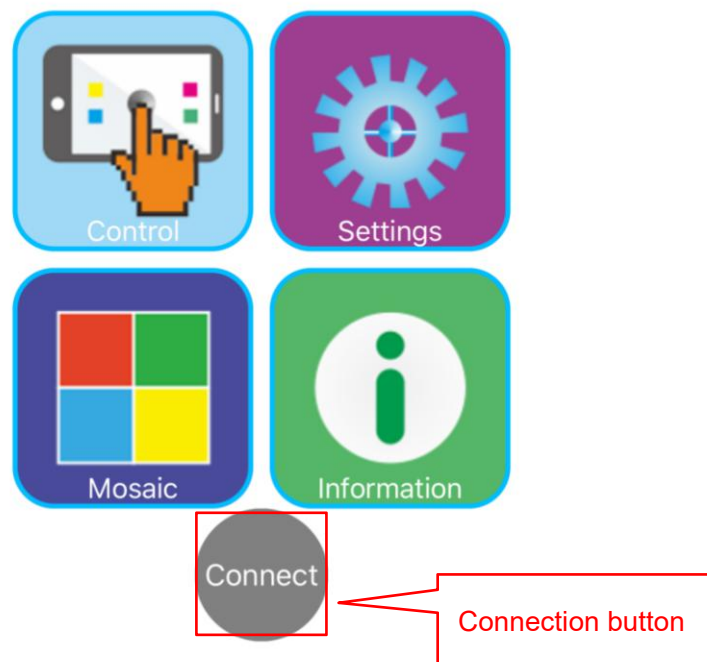 Control
Settings
Mosaic
Information
Connect
Connection button